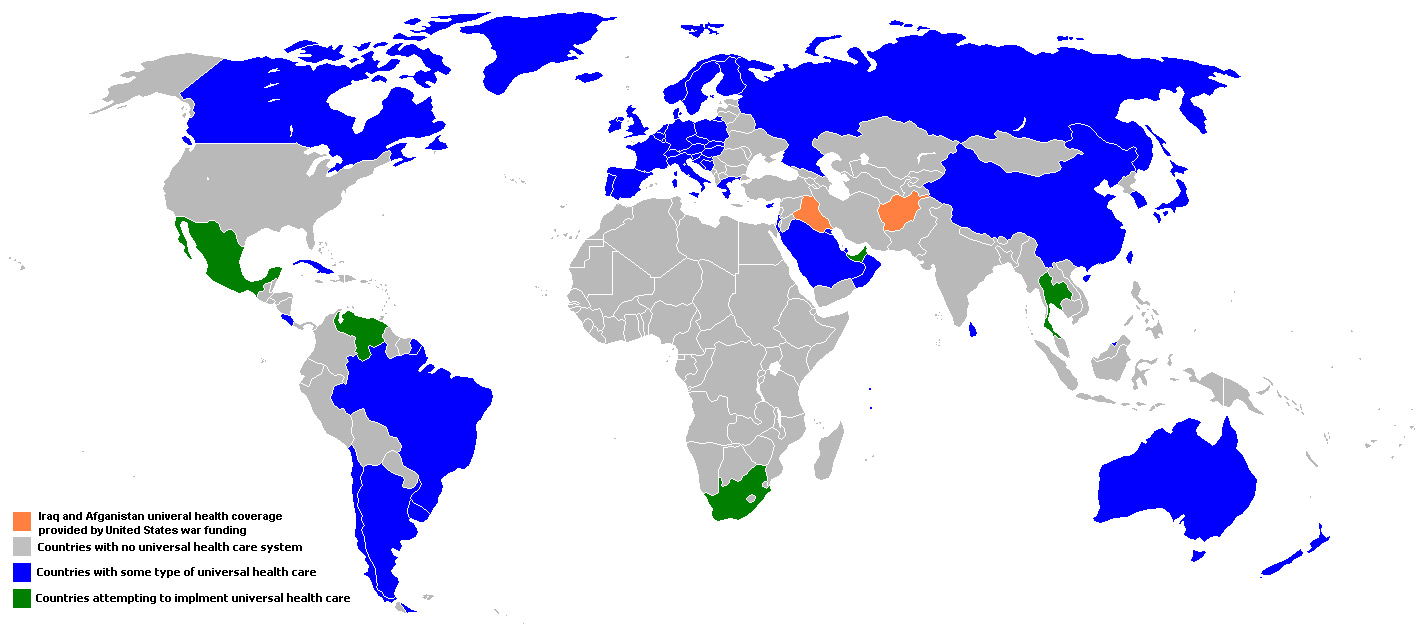 Iraq and Afganistan univeral health coverage
provided by United States war funding
Countries with no universal health care system
Countries with some type of universal health care
Countries attempting to implment universal health care